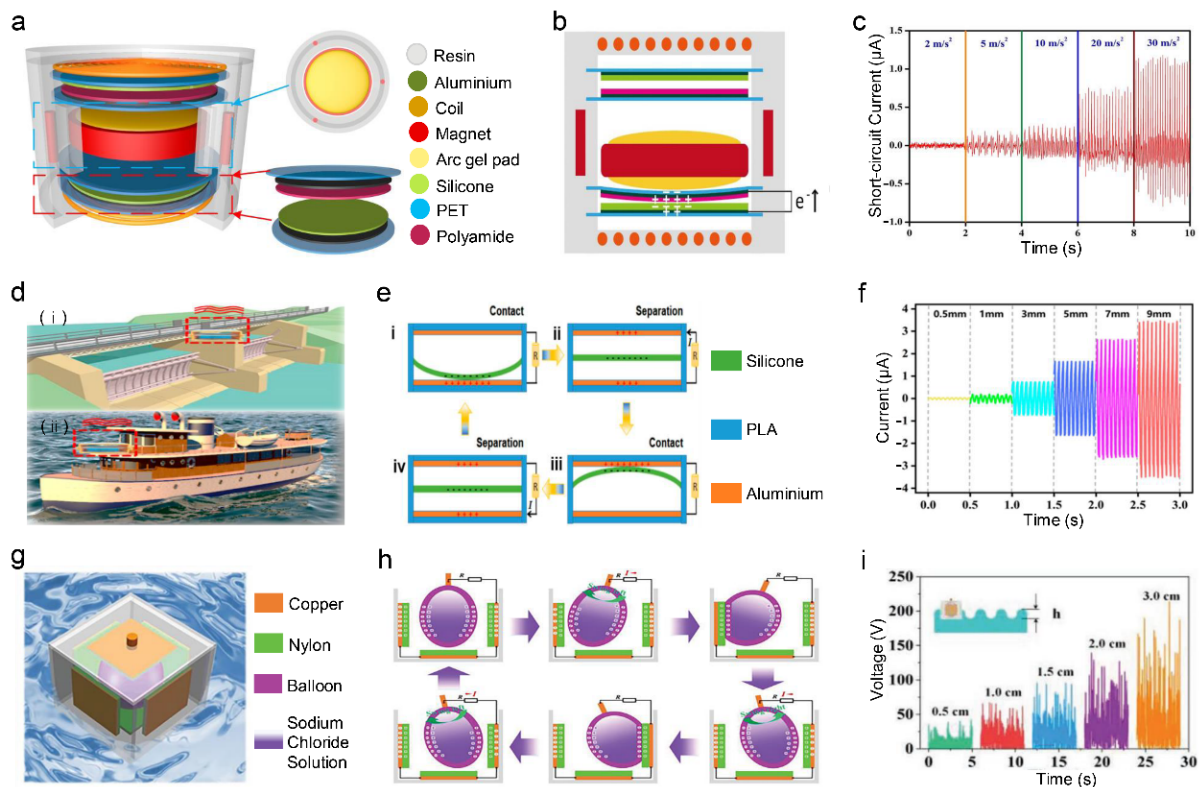 a
Resin
Aluminium
Coil
Magnet
Arc gel pad
Silicone
PET
Polyamide
b
e⁻↑
c
Short-circuit Current (μA)
1.5
1.0
0.5
0.0
-0.5
-1.0
2 m/s²
5 m/s²
10 m/s²
20 m/s²
30 m/s²
0 2 4 6 8 10
Time (s)
d
( i )
( ii )
e
i
Contact
ii
Separation
I
iv
Separation
I
iii
Contact
Silicone
PLA
Aluminium
f
Current (μA)
4
3
2
1
0
-1
-2
-3
-4
0.5mm 1mm 3mm 5mm 7mm 9mm
0.0 0.5 1.0 1.5 2.0 2.5 3.0
Time (s)
g
Copper
Nylon
Balloon
Sodium
Chloride
Solution
h
R
R I
R
R I
R
R I
i
Voltage (V)
250
200
150
100
50
0
h
0.5 cm
1.0 cm
1.5 cm
2.0 cm
3.0 cm
0 5 10 15 20 25 30
Time (s)